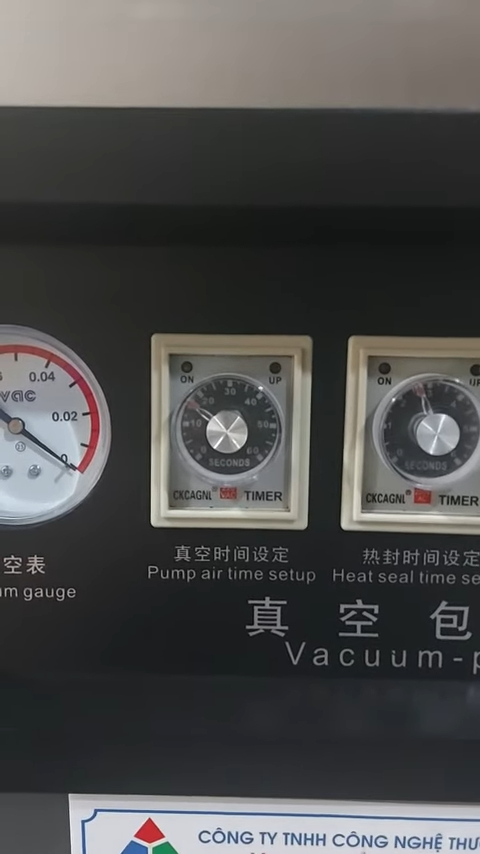 0.04
vac
0.02
0
空表
um gauge
ON UP
10 20 30 40 50 60
SECONDS
CKCAGNL TIMER
真空时间设定
Pump air time setup
ON
SECONDS
CKCAGNL TIMER
热封时间设定
Heat seal time se
真 空 包
Vacuum-p
CÔNG TY TNHH CÔNG NGHỆ THƯ